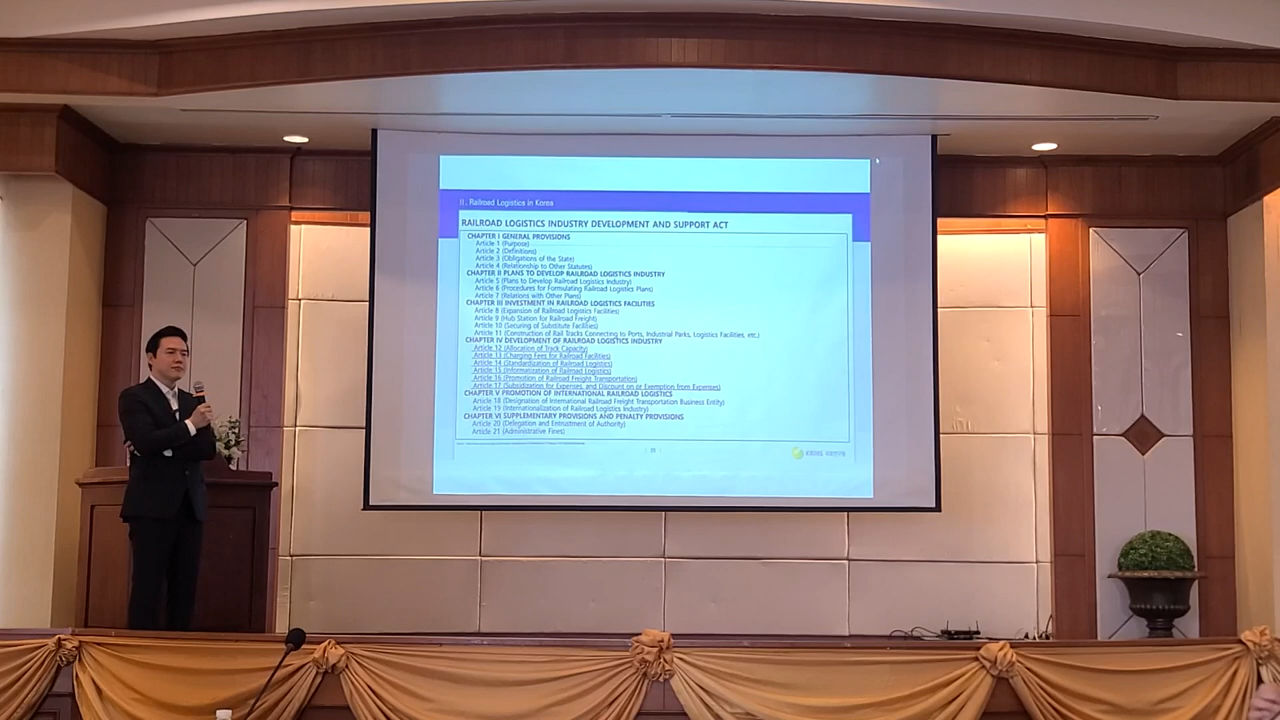 II. Railroad Logistics in Korea
RAILROAD LOGISTICS INDUSTRY DEVELOPMENT AND SUPPORT ACT
CHAPTER I GENERAL PROVISIONS
Article 1 (Purpose)
Article 2 (Definitions)
Article 3 (Obligations of the State)
Article 4 (Relationship to Other Statutes)
CHAPTER II PLANS TO DEVELOP RAILROAD LOGISTICS INDUSTRY
Article 5 (Plans to Develop Railroad Logistics Industry)
Article 6 (Procedures for Formulating Railroad Logistics Plans)
Article 7 (Relations with Other Plans)
CHAPTER III INVESTMENT IN RAILROAD LOGISTICS FACILITIES
Article 8 (Expansion of Railroad Logistics Facilities)
Article 9 (Hub Station for Railroad Freight)
Article 10 (Securing of Substitute Facilities)
Article 11 (Construction of Rail Tracks Connecting to Ports, Industrial Parks, Logistics Facilities, etc.)
CHAPTER IV DEVELOPMENT OF RAILROAD LOGISTICS INDUSTRY
Article 12 (Allocation of Track Capacity)
Article 13 (Charging Fees for Railroad Facilities)
Article 14 (Standardization of Railroad Logistics)
Article 15 (Informatization of Railroad Logistics)
Article 16 (Promotion of Railroad Freight Transportation)
Article 17 (Subsidization for Expenses, and Discount on or Exemption from Expenses)
CHAPTER V PROMOTION OF INTERNATIONAL RAILROAD LOGISTICS
Article 18 (Designation of International Railroad Freight Transportation Business Entity)
Article 19 (Internationalization of Railroad Logistics Industry)
CHAPTER VI SUPPLEMENTARY PROVISIONS AND PENALTY PROVISIONS
Article 20 (Delegation and Entrustment of Authority)
Article 21 (Administrative Fines)